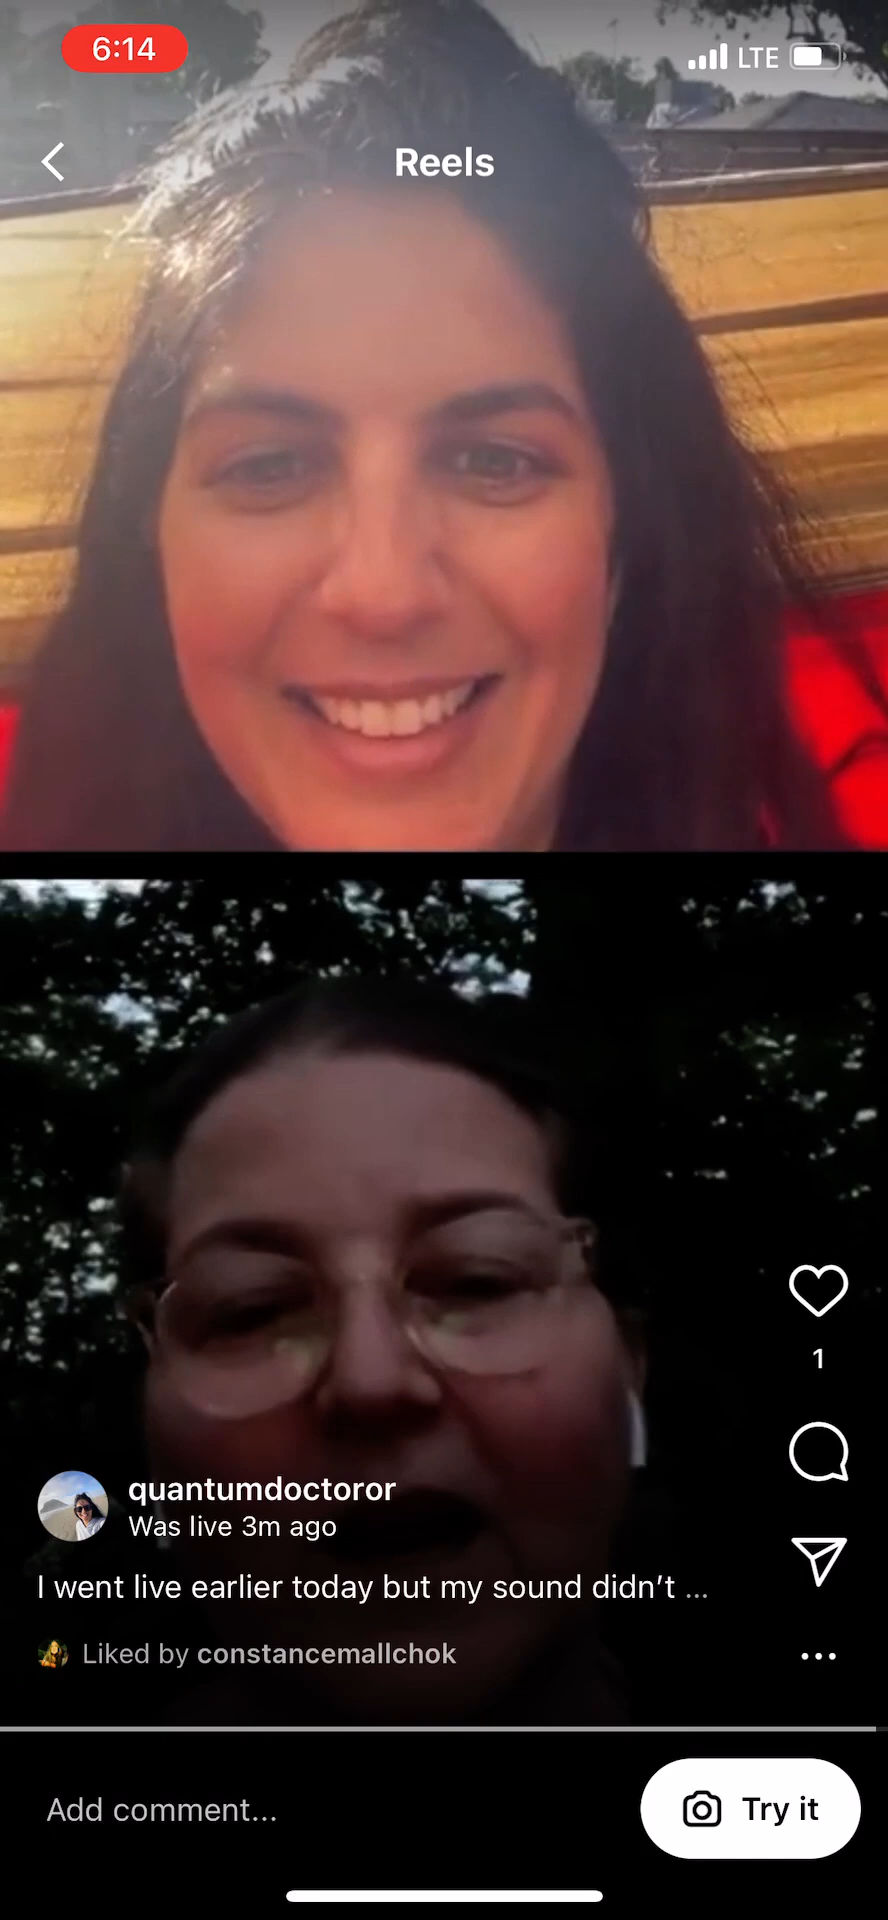 6:14
LTE
Reels
1
quantumdoctoror
Was live 3m ago
I went live earlier today but my sound didn’t ...
Liked by constancemallchok
Add comment...
Try it